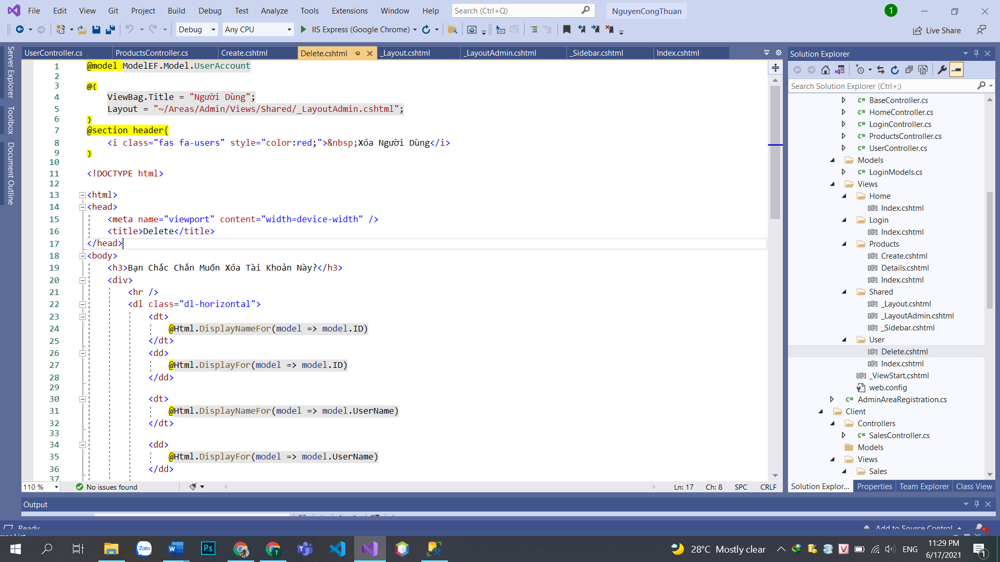 File Edit View Git Project Build Debug Test Analyze Tools Extensions Window Help Search (Ctrl+Q) NguyenCongThuan 1
Debug Any CPU IIS Express (Google Chrome) Live Share
Server Explorer
Toolbox
Document Outline
UserController.cs ProductsController.cs Create.cshtml Delete.cshtml _Layout.cshtml _LayoutAdmin.cshtml _Sidebar.cshtml Index.cshtml
1 @model ModelEF.Model.UserAccount
2
3 @{
4 ViewBag.Title = "Người Dùng";
5 Layout = "~/Areas/Admin/Views/Shared/_LayoutAdmin.cshtml";
6 }
7 @section header{
8 <i class="fas fa-users" style="color:red;">&nbsp;Xóa Người Dùng</i>
9 }
10
11 <!DOCTYPE html>
12
13 <html>
14 <head>
15 <meta name="viewport" content="width=device-width" />
16 <title>Delete</title>
17 </head>
18 <body>
19 <h3>Bạn Chắc Chắn Muốn Xóa Tài Khoản Này?</h3>
20 <div>
21 <hr />
22 <dl class="dl-horizontal">
23 <dt>
24 @Html.DisplayNameFor(model => model.ID)
25 </dt>
26 <dd>
27 @Html.DisplayFor(model => model.ID)
28 </dd>
29
30 <dt>
31 @Html.DisplayNameFor(model => model.UserName)
32 </dt>
33
34 <dd>
35 @Html.DisplayFor(model => model.UserName)
36 </dd>
37
110 % No issues found Ln: 17 Ch: 8 SPC CRLF
Solution Explorer
Search Solution Explorer (Ctrl+;)
C# BaseController.cs
C# HomeController.cs
C# LoginController.cs
C# ProductsController.cs
C# UserController.cs
Models
C# LoginModels.cs
Views
Home
[@] Index.cshtml
Login
[@] Index.cshtml
Products
[@] Create.cshtml
[@] Details.cshtml
[@] Index.cshtml
Shared
[@] _Layout.cshtml
[@] _LayoutAdmin.cshtml
[@] _Sidebar.cshtml
User
[@] Delete.cshtml
[@] Index.cshtml
[@] _ViewStart.cshtml
web.config
C# AdminAreaRegistration.cs
Client
Controllers
C# SalesController.cs
Models
Views
Sales
Solution Explor... Properties Team Explorer Class View
Output
Ready Add to Source Control
Zalo W Ps T 28°C Mostly clear V ENG 11:29 PM
6/17/2021 1